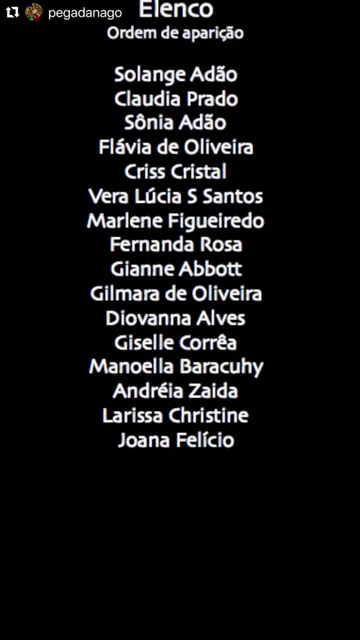 pegadanago
Elenco
Ordem de aparição
Solange Adão
Claudia Prado
Sônia Adão
Flávia de Oliveira
Criss Cristal
Vera Lúcia S Santos
Marlene Figueiredo
Fernanda Rosa
Gianne Abbott
Gilmara de Oliveira
Diovanna Alves
Giselle Corrêa
Manoella Baracuhy
Andréia Zaida
Larissa Christine
Joana Felício